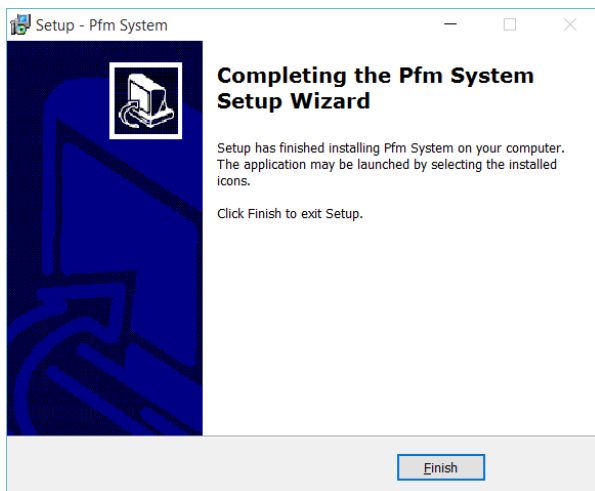 Setup - Pfm System
Completing the Pfm System
Setup Wizard
Setup has finished installing Pfm System on your computer.
The application may be launched by selecting the installed
icons.
Click Finish to exit Setup.
Finish